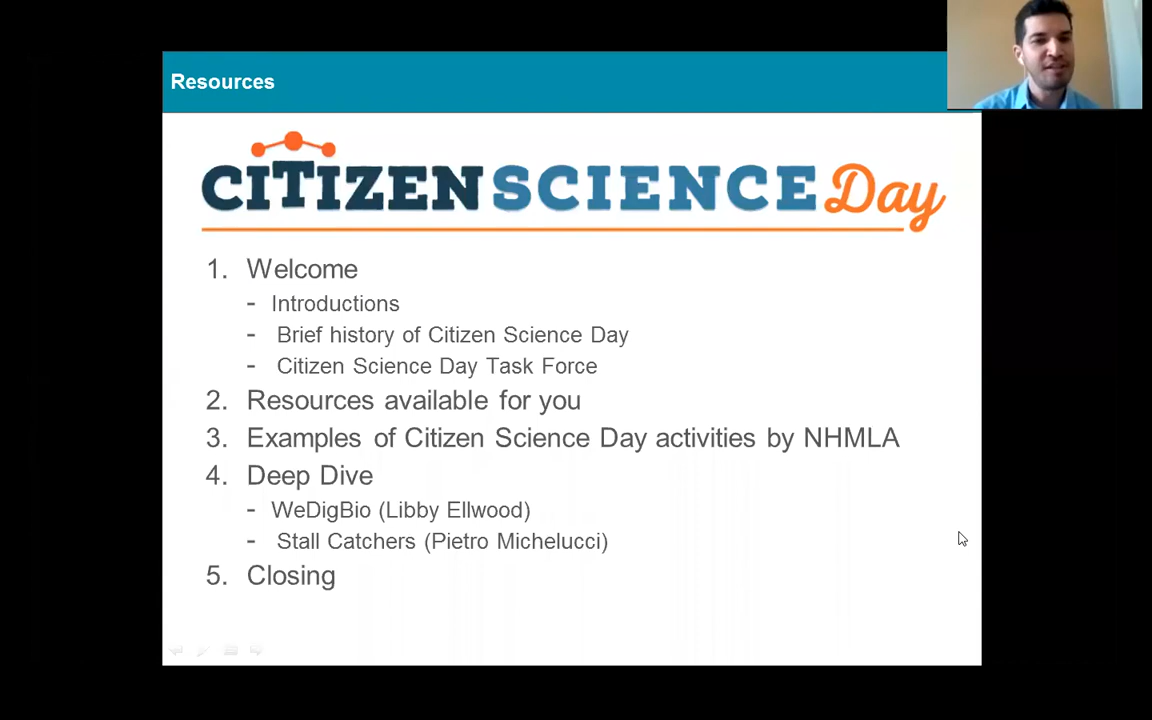 Resources
CITIZEN SCIENCE Day
1. Welcome
- Introductions
- Brief history of Citizen Science Day
- Citizen Science Day Task Force
2. Resources available for you
3. Examples of Citizen Science Day activities by NHMLA
4. Deep Dive
- WeDigBio (Libby Ellwood)
- Stall Catchers (Pietro Michelucci)
5. Closing